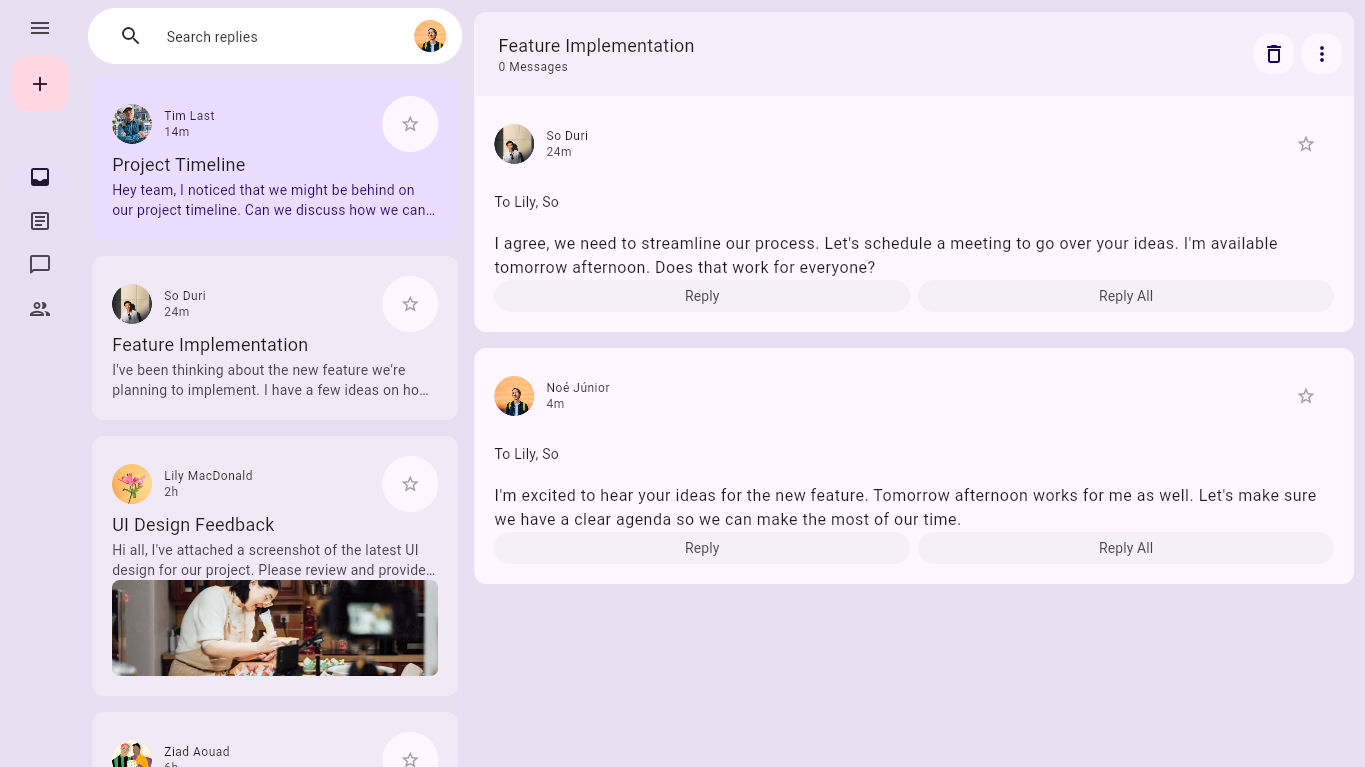 Search replies
Tim Last
14m
Project Timeline
Hey team, I noticed that we might be behind on
our project timeline. Can we discuss how we can…
So Duri
24m
Feature Implementation
I've been thinking about the new feature we're
planning to implement. I have a few ideas on ho…
Lily MacDonald
2h
UI Design Feedback
Hi all, I've attached a screenshot of the latest UI
design for our project. Please review and provide…
Ziad Aouad
6h
Feature Implementation
0 Messages
So Duri
24m
To Lily, So
I agree, we need to streamline our process. Let's schedule a meeting to go over your ideas. I'm available
tomorrow afternoon. Does that work for everyone?
Reply
Reply All
Noé Júnior
4m
To Lily, So
I'm excited to hear your ideas for the new feature. Tomorrow afternoon works for me as well. Let's make sure
we have a clear agenda so we can make the most of our time.
Reply
Reply All